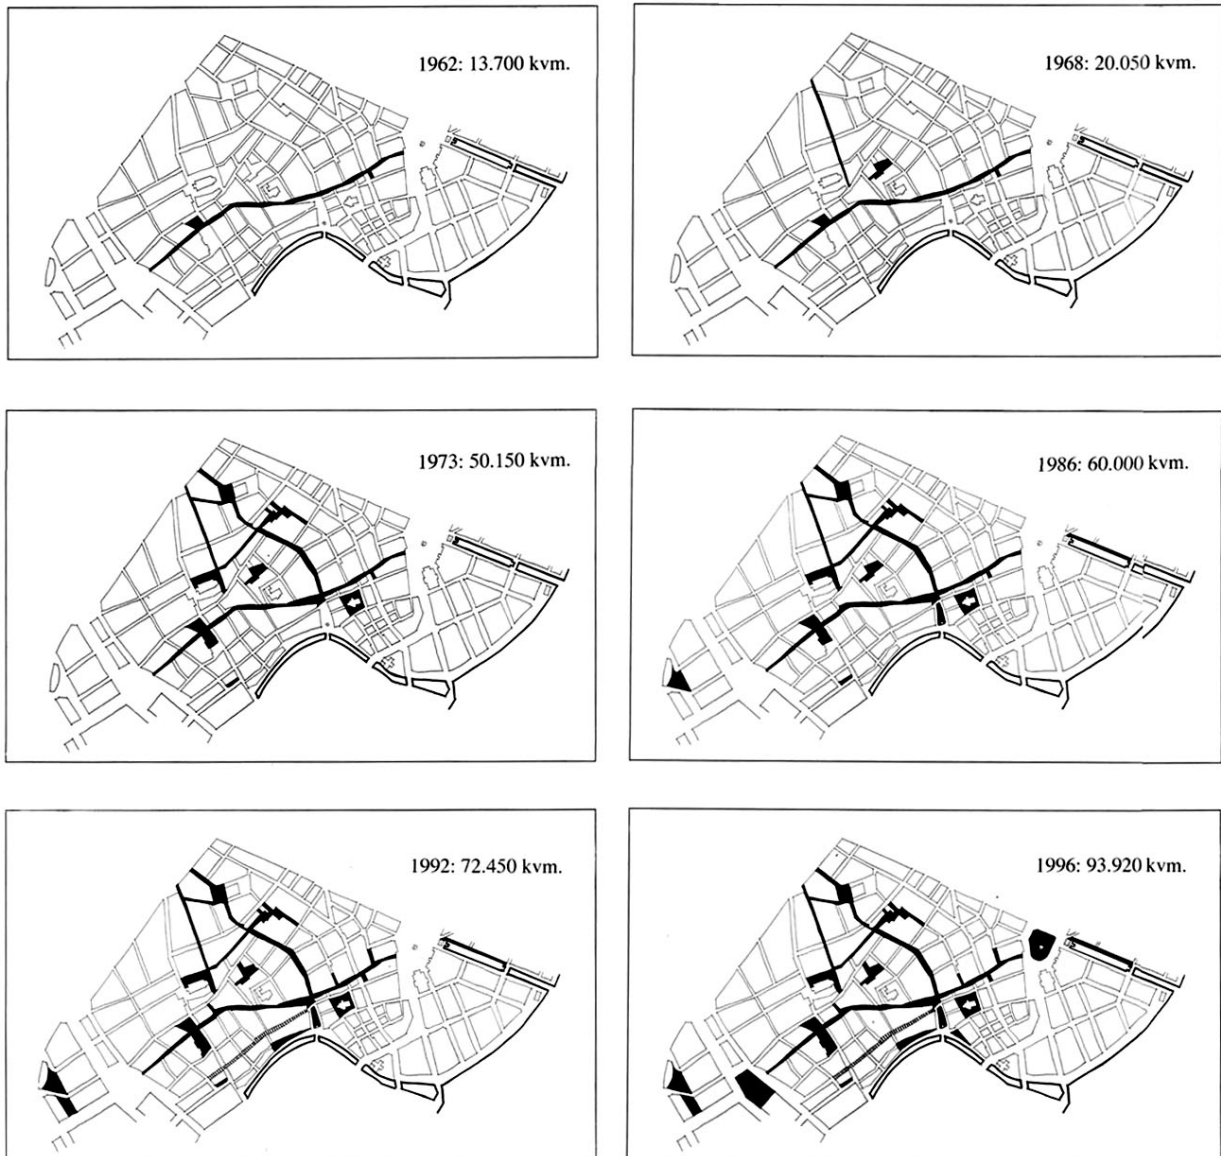 1962: 13.700 kvm.
1968: 20.050 kvm.
1973: 50.150 kvm.
1986: 60.000 kvm.
1992: 72.450 kvm.
1996: 93.920 kvm.